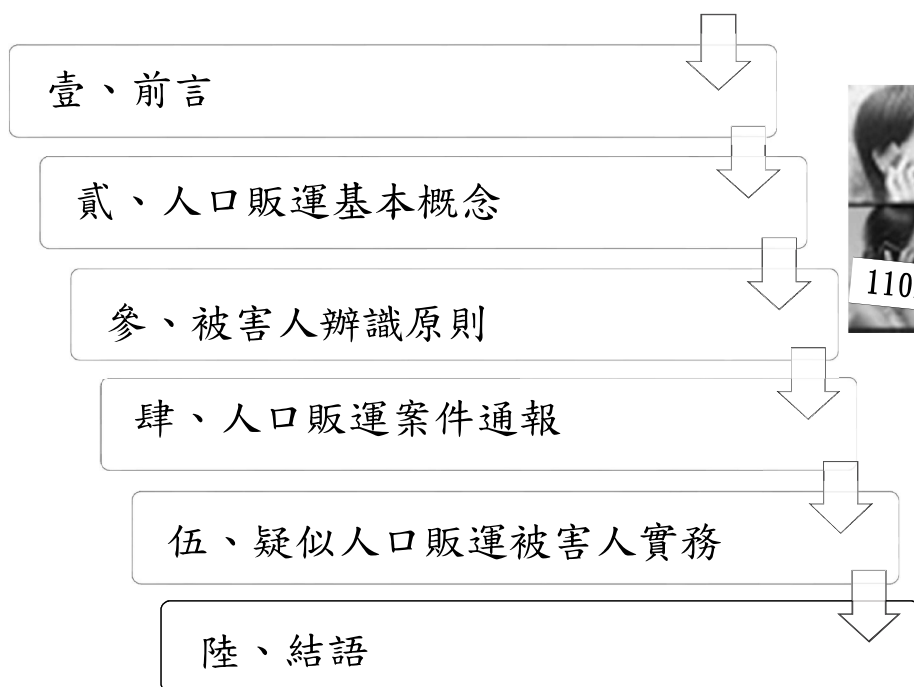 壹、前言
貳、人口販運基本概念
參、被害人辨識原則
110
肆、人口販運案件通報
伍、疑似人口販運被害人實務
陸、結語